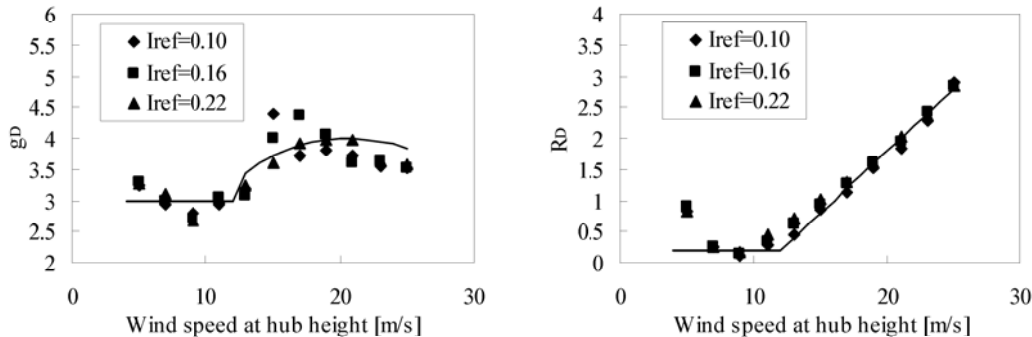 6
5.5
5
4.5
4
3.5
3
2.5
2
gD
Iref=0.10
Iref=0.16
Iref=0.22
0 10 20 30
Wind speed at hub height [m/s]
4
3.5
3
2.5
2
1.5
1
0.5
0
RD
Iref=0.10
Iref=0.16
Iref=0.22
0 10 20 30
Wind speed at hub height [m/s]